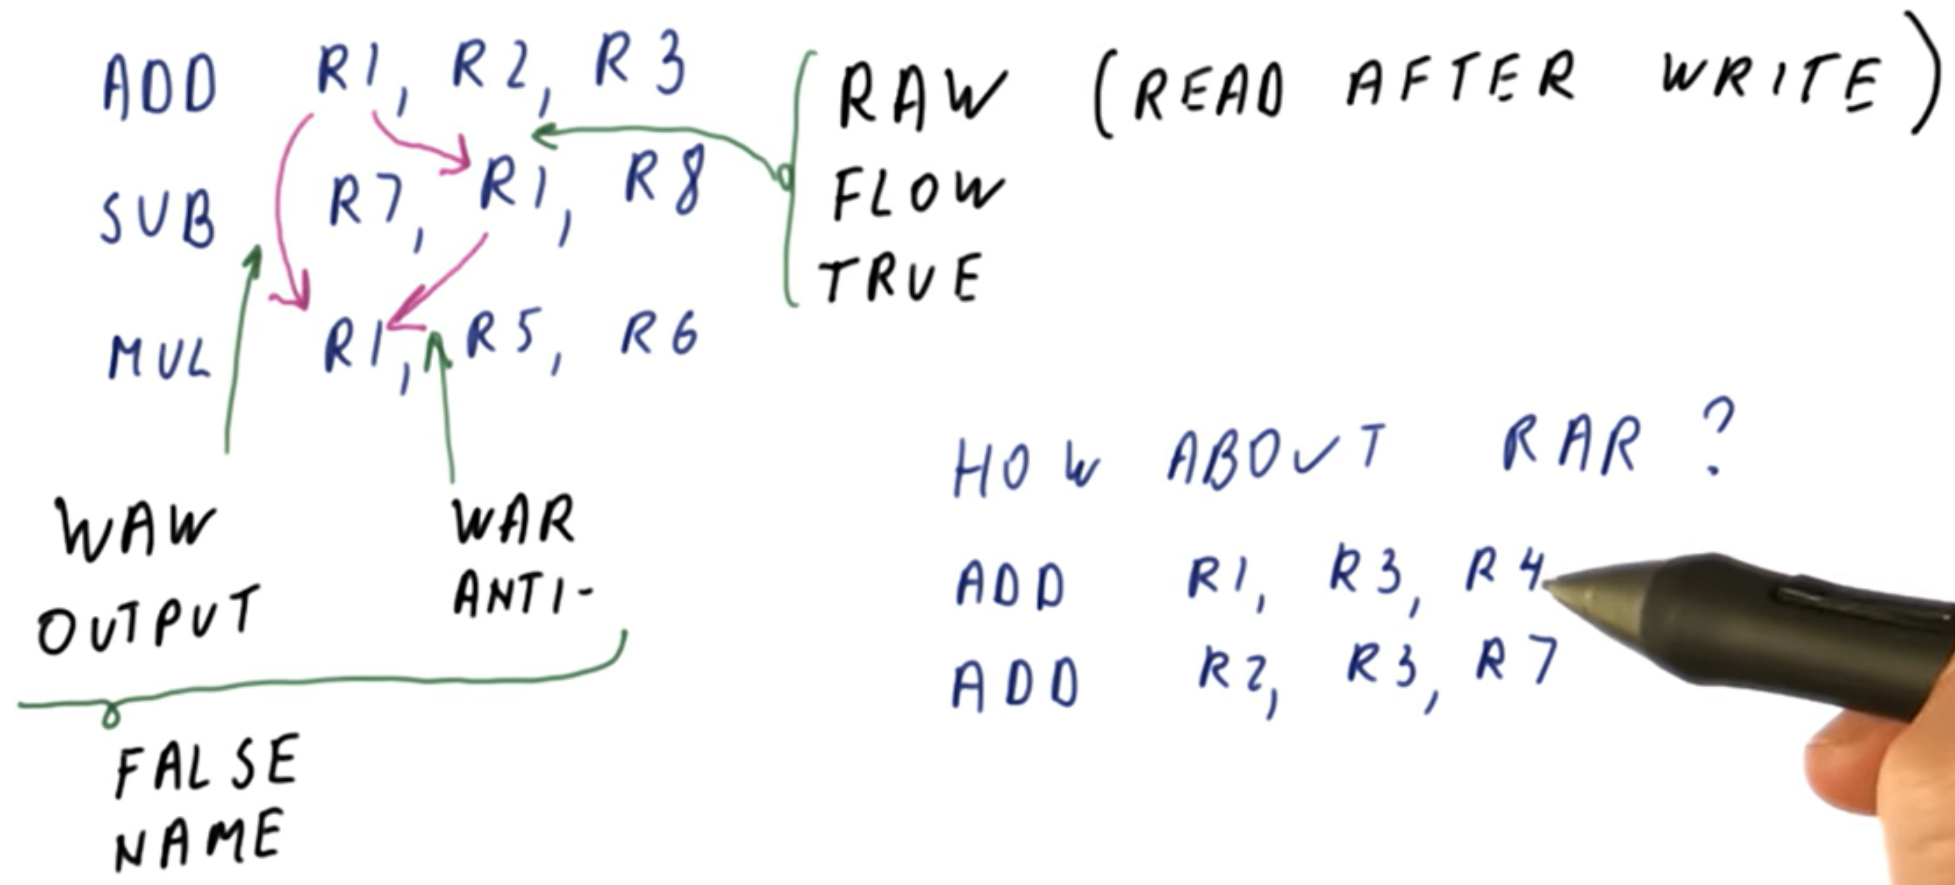 ADD R1, R2, R3
SUB R7, R1, R8
MUL R1, R5, R6
RAW (READ AFTER WRITE)
FLOW
TRUE
WAW
OUTPUT
WAR
ANTI-
FALSE
NAME
HOW ABOUT RAR ?
ADD R1, R3, R4
ADD R2, R3, R7